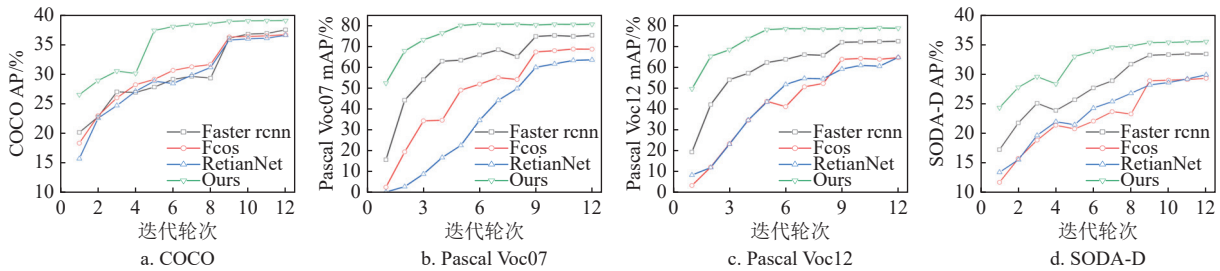 COCO AP/%
40
35
30
25
20
15
10
0 2 4 6 8 10 12
Faster rcnn
Fcos
RetianNet
Ours
迭代轮次
a. COCO
Pascal Voc07 mAP/%
90
80
70
60
50
40
30
20
10
0
0 3 6 9 12
Faster rcnn
Fcos
RetianNet
Ours
迭代轮次
b. Pascal Voc07
Pascal Voc12 mAP/%
90
80
70
60
50
40
30
20
10
0
0 3 6 9 12
Faster rcnn
Fcos
RetianNet
Ours
迭代轮次
c. Pascal Voc12
SODA-D AP/%
40
35
30
25
20
15
10
0 2 4 6 8 10 12
Faster rcnn
Fcos
RetianNet
Ours
迭代轮次
d. SODA-D